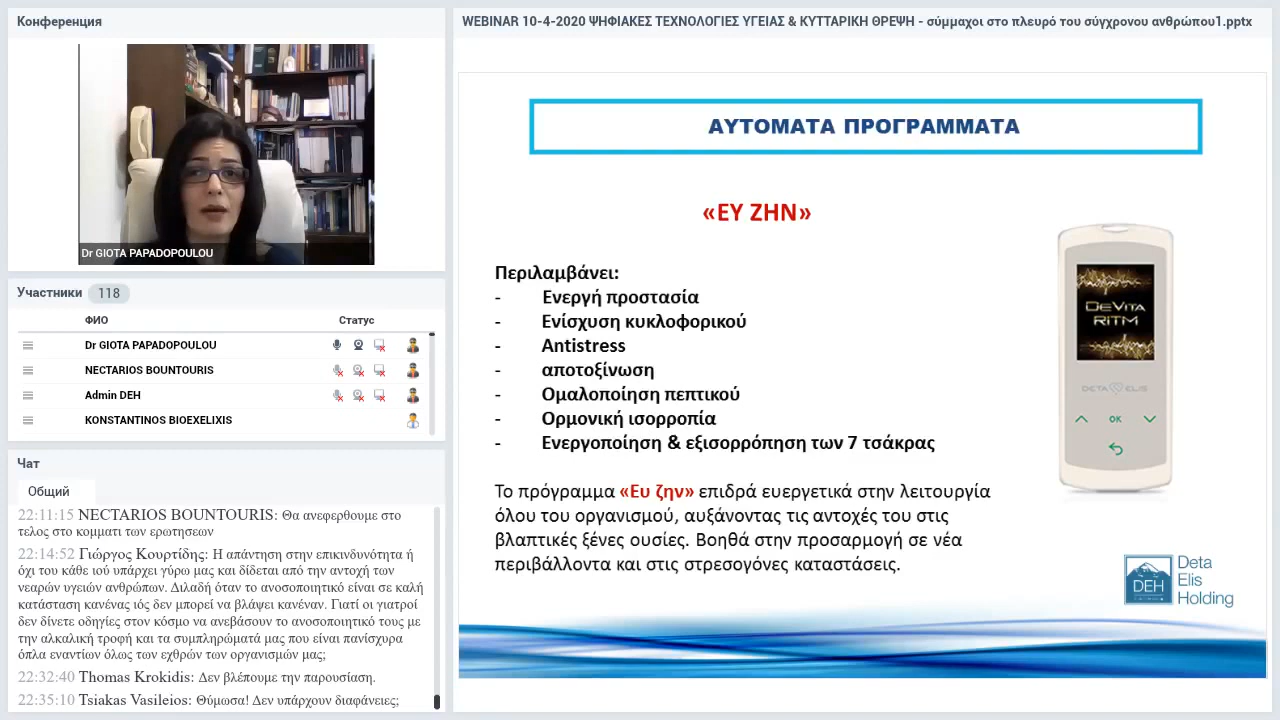 Конференция
Dr GIOTA PAPADOPOULOU
Участники 118
ФИО Статус
Dr GIOTA PAPADOPOULOU
NECTARIOS BOUNTOURIS
Admin DEH
KONSTANTINOS BIOEXELIXIS
Чат
Общий
22:11:15 NECTARIOS BOUNTOURIS: Θα ανεφερθουμε στο
τελος στο κομματι των ερωτησεων
22:14:52 Γιώργος Κουρτίδης: Η απάντηση στην επικινδυνότητα ή
όχι του κάθε ιού υπάρχει γύρω μας και δίδεται από την αντοχή των
νεαρών υγειών ανθρώπων. Διλαδή όταν το ανοσοποιητικό είναι σε καλή
κατάσταση κανένας ιός δεν μπορεί να βλάψει κανέναν. Γιατί οι γιατροί
δεν δίνετε οδηγίες στον κόσμο να ανεβάσουν το ανοσοποιητικό τους με
την αλκαλική τροφή και τα συμπληρώματά μας που είναι πανίσχυρα
όπλα εναντίων όλως των εχθρών των οργανισμών μας;
22:32:40 Thomas Krokidis: Δεν βλέπουμε την παρουσίαση.
22:35:10 Tsiakas Vasileios: Θύμωσα! Δεν υπάρχουν διαφάνειες;
WEBINAR 10-4-2020 ΨΗΦΙΑΚΕΣ ΤΕΧΝΟΛΟΓΙΕΣ ΥΓΕΙΑΣ & ΚΥΤΤΑΡΙΚΗ ΘΡΕΨΗ - σύμμαχοι στο πλευρό του σύγχρονου ανθρώπου1.pptx
ΑΥΤΟΜΑΤΑ ΠΡΟΓΡΑΜΜΑΤΑ
«ΕΥ ΖΗΝ»
Περιλαμβάνει:
- Ενεργή προστασία
- Ενίσχυση κυκλοφορικού
- Antistress
- αποτοξίνωση
- Ομαλοποίηση πεπτικού
- Ορμονική ισορροπία
- Ενεργοποίηση & εξισορρόπηση των 7 τσάκρας
Το πρόγραμμα «Ευ ζην» επιδρά ευεργετικά στην λειτουργία
όλου του οργανισμού, αυξάνοντας τις αντοχές του στις
βλαπτικές ξένες ουσίες. Βοηθά στην προσαρμογή σε νέα
περιβάλλοντα και στις στρεσογόνες καταστάσεις.
DEVITA
RITM
DETA ELIS
OK
DEH
Deta
Elis
Holding